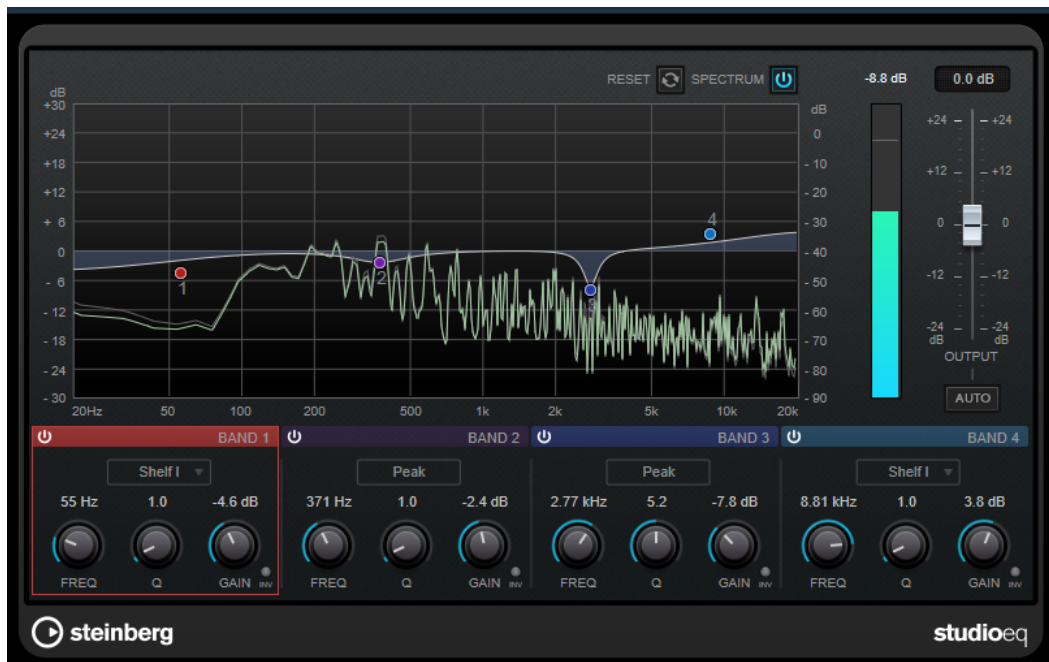 RESET SPECTRUM -8.8 dB 0.0 dB
dB
+30
+24
+18
+12
+ 6
0
- 6
- 12
- 18
- 24
- 30
dB
0
- 10
- 20
- 30
- 40
- 50
- 60
- 70
- 80
- 90
1
2
3
4
20Hz 50 100 200 500 1k 2k 5k 10k 20k
+24 +24
+12 +12
0 0
-12 -12
-24 -24
dB dB
OUTPUT
AUTO
BAND 1
Shelf I
55 Hz 1.0 -4.6 dB
FREQ Q GAIN INV
BAND 2
Peak
371 Hz 1.0 -2.4 dB
FREQ Q GAIN INV
BAND 3
Peak
2.77 kHz 5.2 -7.8 dB
FREQ Q GAIN INV
BAND 4
Shelf I
8.81 kHz 1.0 3.8 dB
FREQ Q GAIN INV
steinberg
studioeq